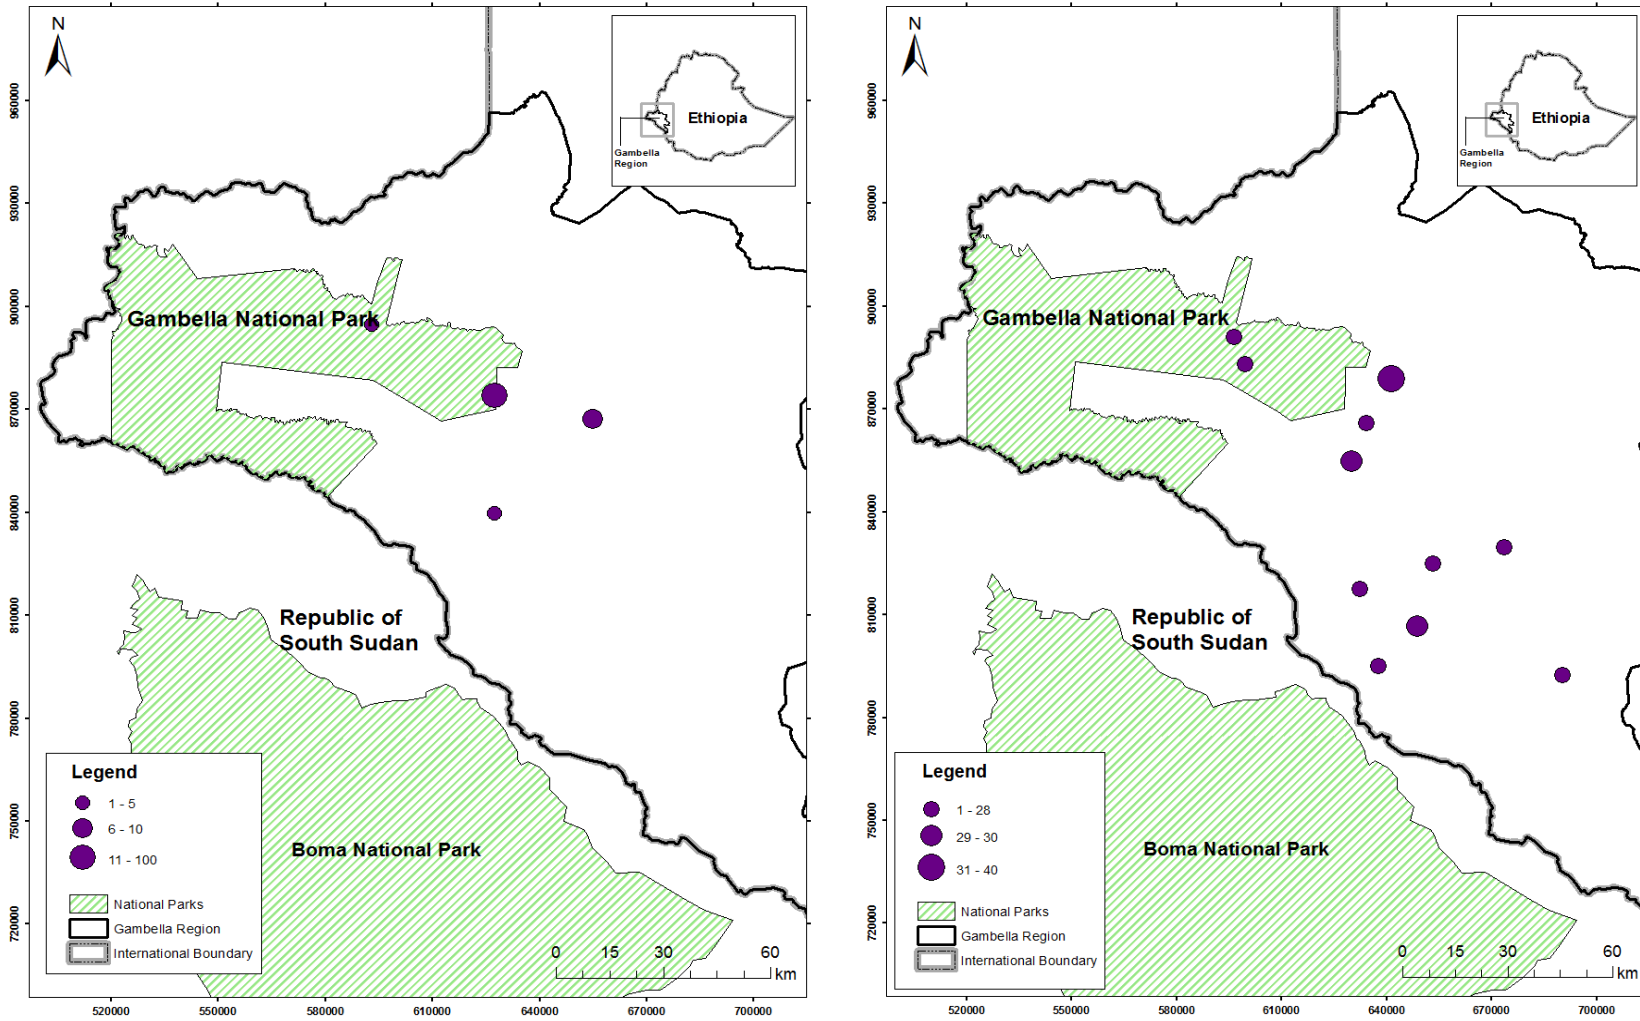 N
960000
930000
900000
870000
840000
810000
780000
750000
720000
Ethiopia
Gambella
Region
Gambella National Park
Republic of
South Sudan
Boma National Park
Legend
1 - 5
6 - 10
11 - 100
National Parks
Gambella Region
International Boundary
0 15 30 60
km
520000 550000 580000 610000 640000 670000 700000
N
960000
930000
900000
870000
840000
810000
780000
750000
720000
Ethiopia
Gambella
Region
Gambella National Park
Republic of
South Sudan
Boma National Park
Legend
1 - 28
29 - 30
31 - 40
National Parks
Gambella Region
International Boundary
0 15 30 60
km
520000 550000 580000 610000 640000 670000 700000